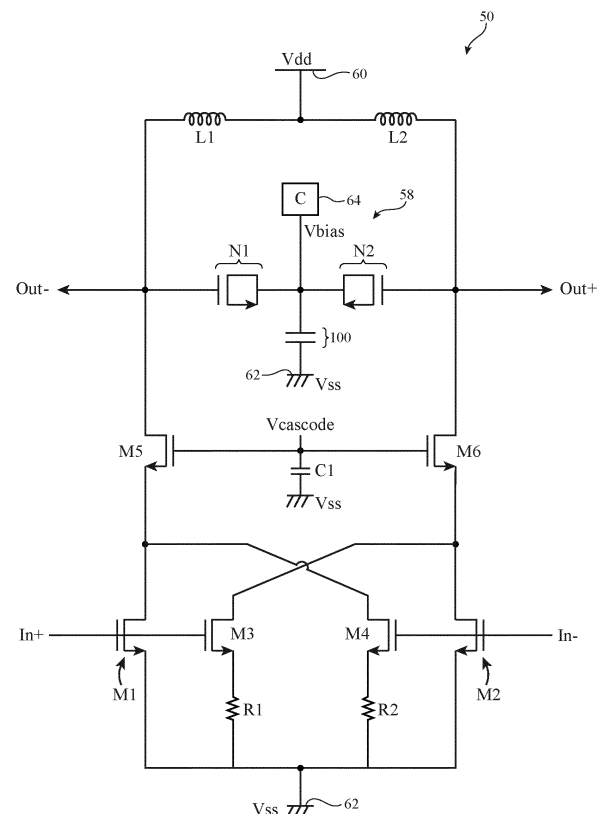 50
Vdd
60
L1
L2
C
64
58
Vbias
N1
N2
Out-
Out+
100
62
Vss
Vcascode
M5
M6
C1
Vss
In+
M3
M4
In-
M1
M2
R1
R2
Vss
62